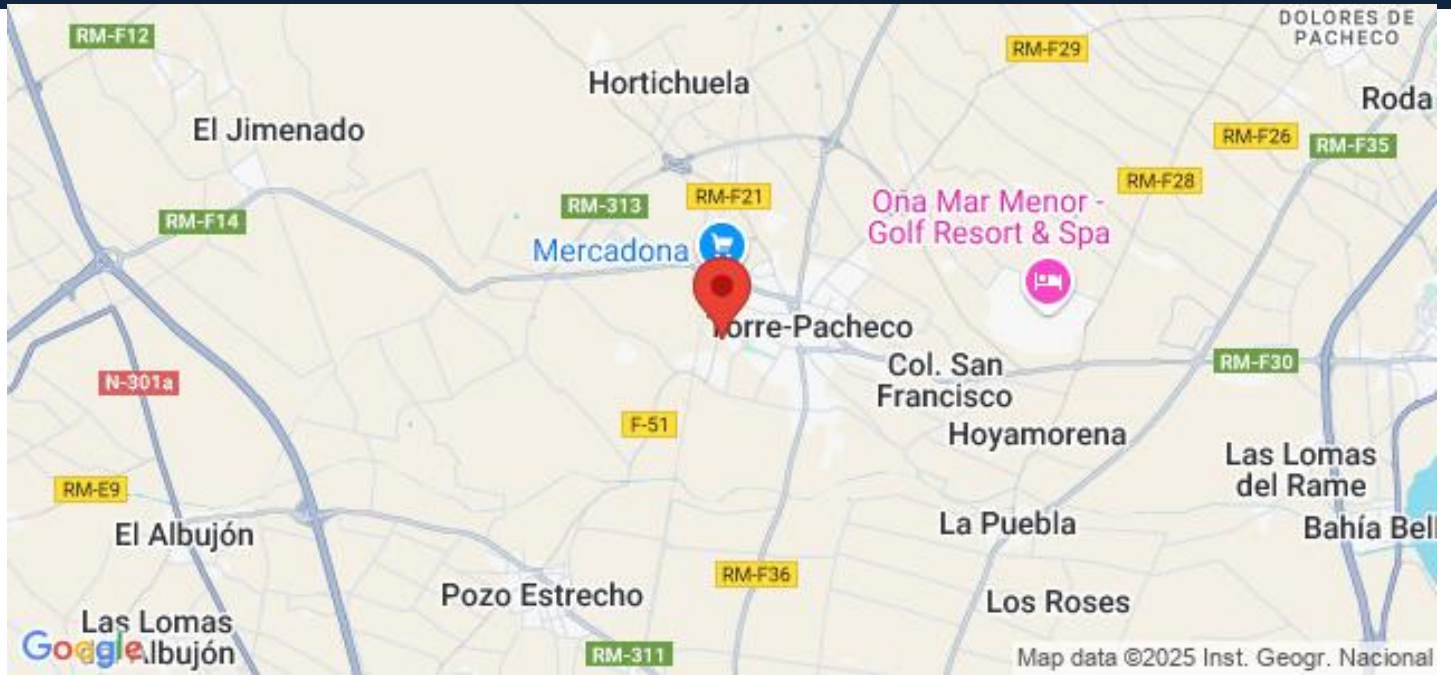 RM-F12
DOLORES DE
PACHECO
RM-F29
Hortichuela
Roda
El Jimenado
RM-F26
RM-F35
RM-F28
RM-F21
RM-313
Oña Mar Menor -
Golf Resort & Spa
RM-F14
Mercadona
Torre-Pacheco
Col. San
Francisco
RM-F30
N-301a
F-51
Hoyamorena
Las Lomas
del Rame
RM-E9
El Albujón
La Puebla
Bahía Bell
RM-F36
Pozo Estrecho
Los Roses
Las Lomas
Albujón
Google
RM-311
Map data ©2025 Inst. Geogr. Nacional